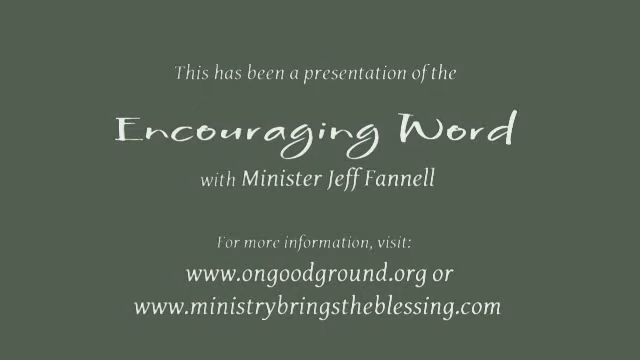 This has been a presentation of the
Encouraging Word
with Minister Jeff Fannell
For more information, visit:
www.ongoodground.org or
www.ministrybringstheblessing.com